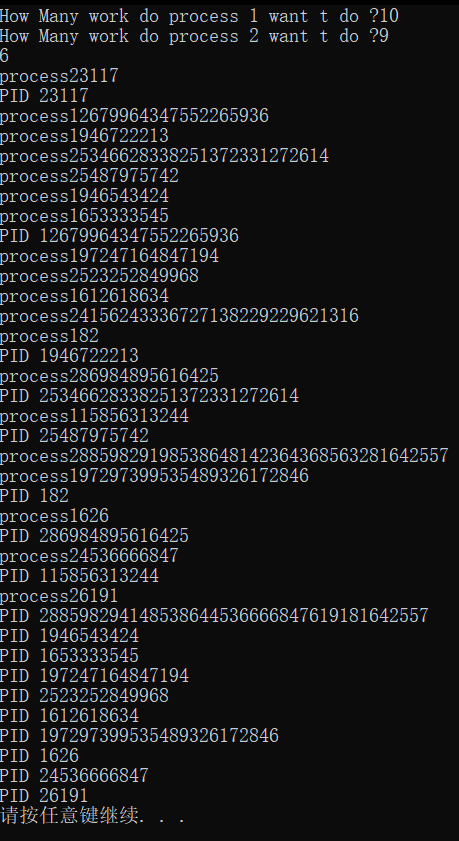 How Many work do process 1 want t do ?10
How Many work do process 2 want t do ?9
6
process23117
PID 23117
process12679964347552265936
process1946722213
process25346628338251372331272614
process25487975742
process1946543424
process1653333545
PID 12679964347552265936
process197247164847194
process2523252849968
process1612618634
process24156243336727138229229621316
process182
PID 1946722213
process286984895616425
PID 25346628338251372331272614
process115856313244
PID 25487975742
process28859829198538648142364368563281642557
process197297399535489326172846
PID 182
process1626
PID 286984895616425
process24536666847
PID 115856313244
process26191
PID 288598294148538644536666847619181642557
PID 1946543424
PID 1653333545
PID 197247164847194
PID 2523252849968
PID 1612618634
PID 197297399535489326172846
PID 1626
PID 24536666847
PID 26191
请按任意键继续. . .